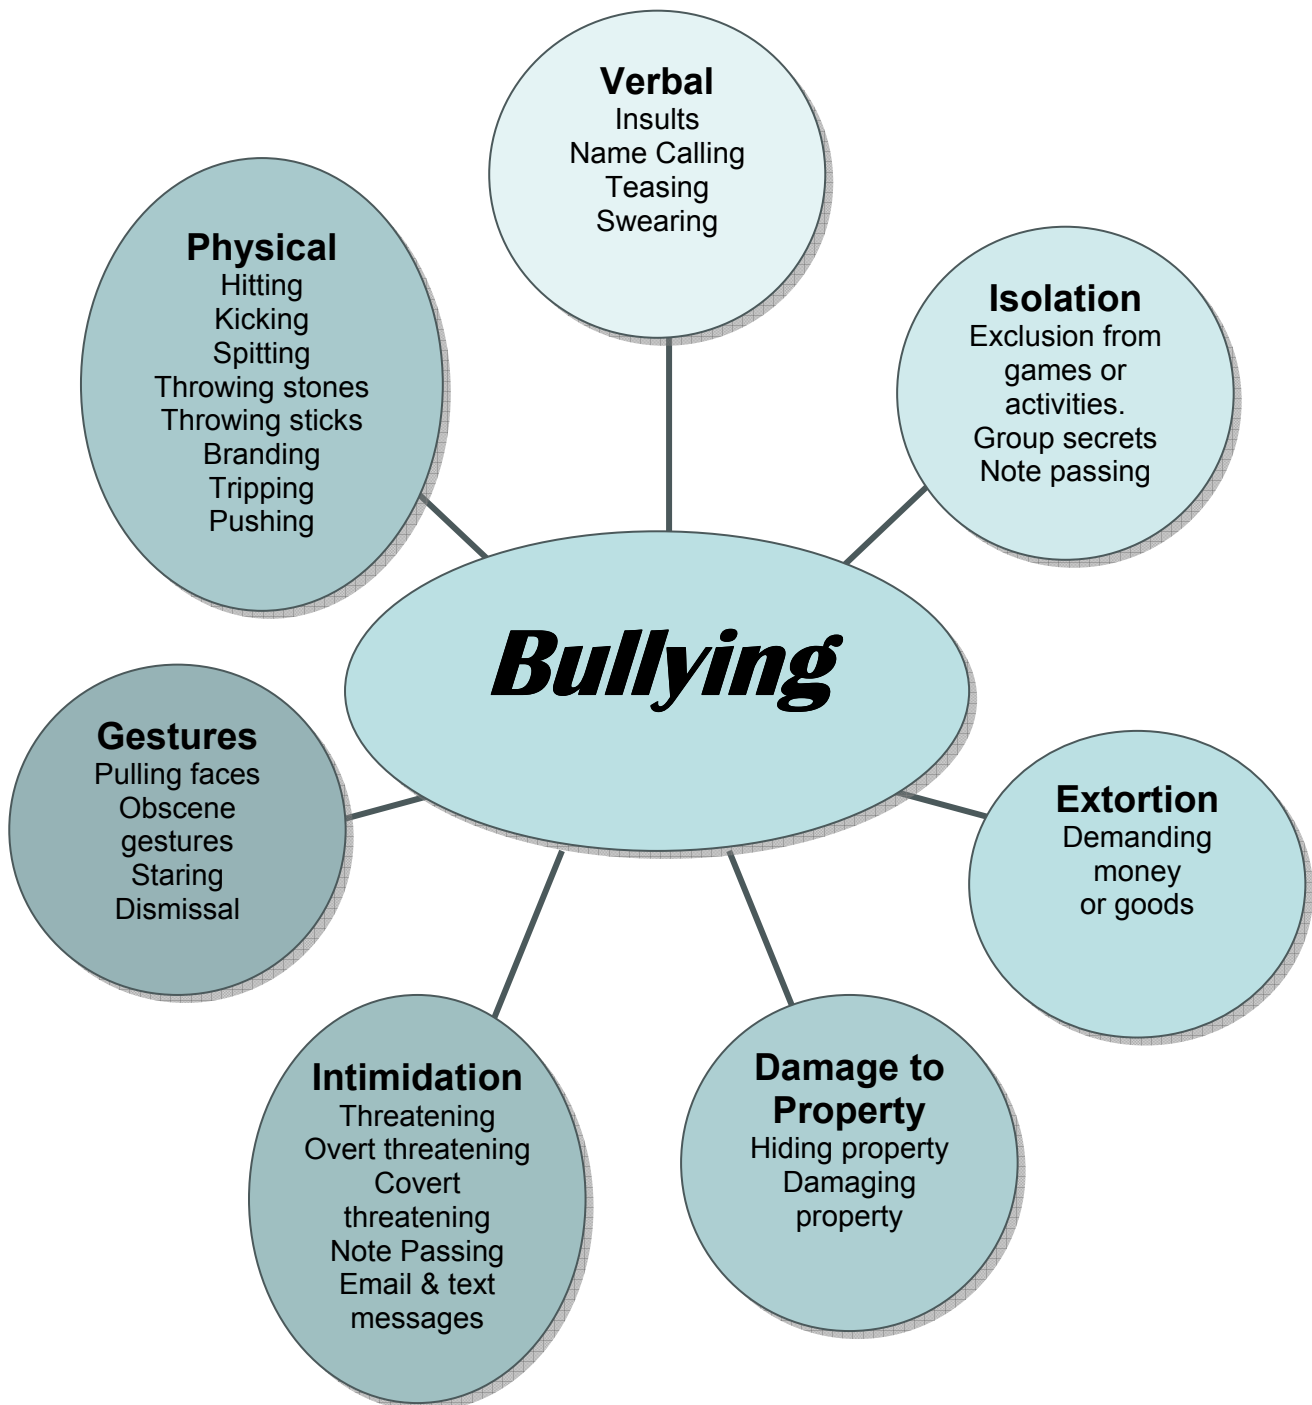 Verbal
Insults
Name Calling
Teasing
Swearing
Physical
Hitting
Kicking
Spitting
Throwing stones
Throwing sticks
Branding
Tripping
Pushing
Isolation
Exclusion from
games or
activities.
Group secrets
Note passing
Bullying
Gestures
Pulling faces
Obscene
gestures
Staring
Dismissal
Extortion
Demanding
money
or goods
Intimidation
Threatening
Overt threatening
Covert
threatening
Note Passing
Email & text
messages
Damage to
Property
Hiding property
Damaging
property